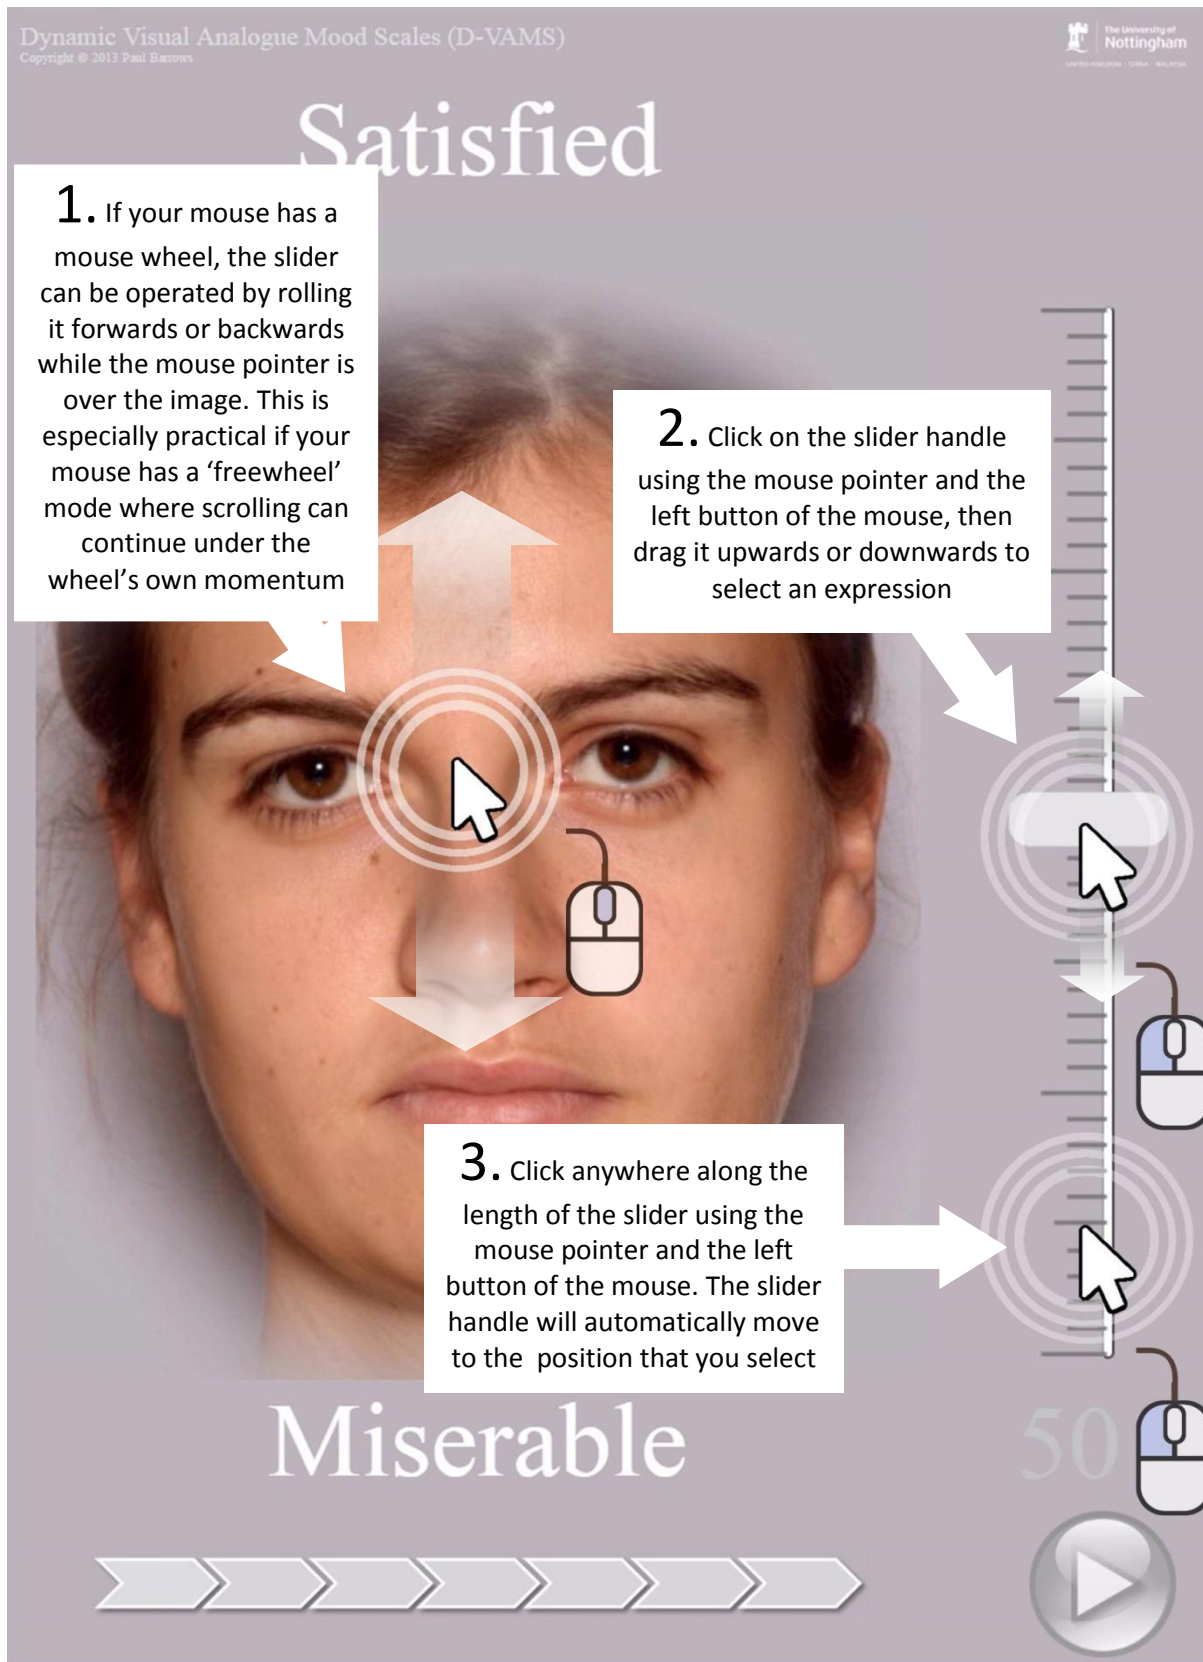 Dynamic Visual Analogue Mood Scales (D-VAMS)
Copyright © 2013 Paul Barrows
The University of
Nottingham
UNITED KINGDOM · CHINA · MALAYSIA
Satisfied
1. If your mouse has a
mouse wheel, the slider
can be operated by rolling
it forwards or backwards
while the mouse pointer is
over the image. This is
especially practical if your
mouse has a ‘freewheel’
mode where scrolling can
continue under the
wheel’s own momentum
2. Click on the slider handle
using the mouse pointer and the
left button of the mouse, then
drag it upwards or downwards to
select an expression
3. Click anywhere along the
length of the slider using the
mouse pointer and the left
button of the mouse. The slider
handle will automatically move
to the  position that you select
Miserable
50